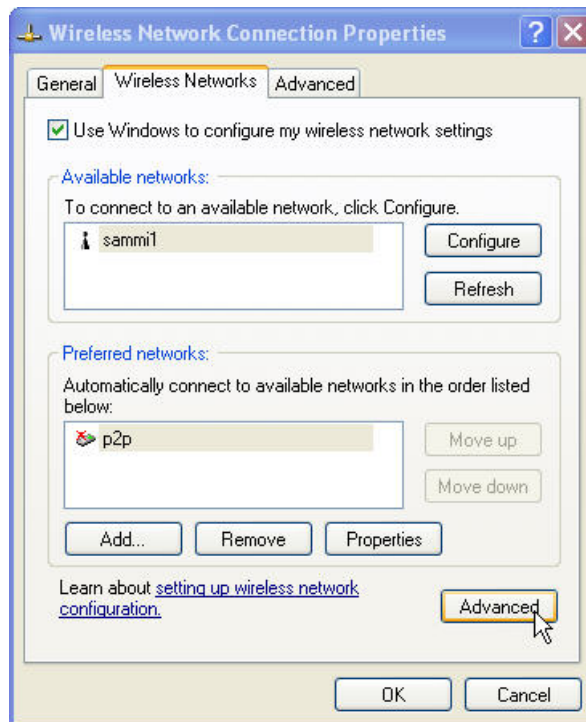 Wireless Network Connection Properties
General Wireless Networks Advanced
Use Windows to configure my wireless network settings
Available networks:
To connect to an available network, click Configure.
sammi1
Configure
Refresh
Preferred networks:
Automatically connect to available networks in the order listed
below:
p2p
Move up
Move down
Add... Remove Properties
Learn about setting up wireless network
configuration.
Advanced
OK Cancel